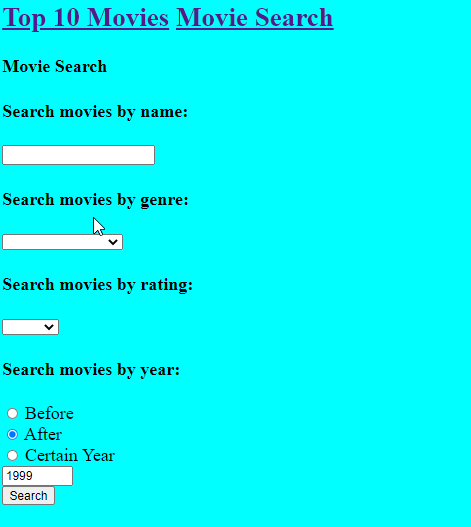 Top 10 Movies Movie Search
Movie Search
Search movies by name:
Search movies by genre:
Search movies by rating:
Search movies by year:
Before
After
Certain Year
1999
Search